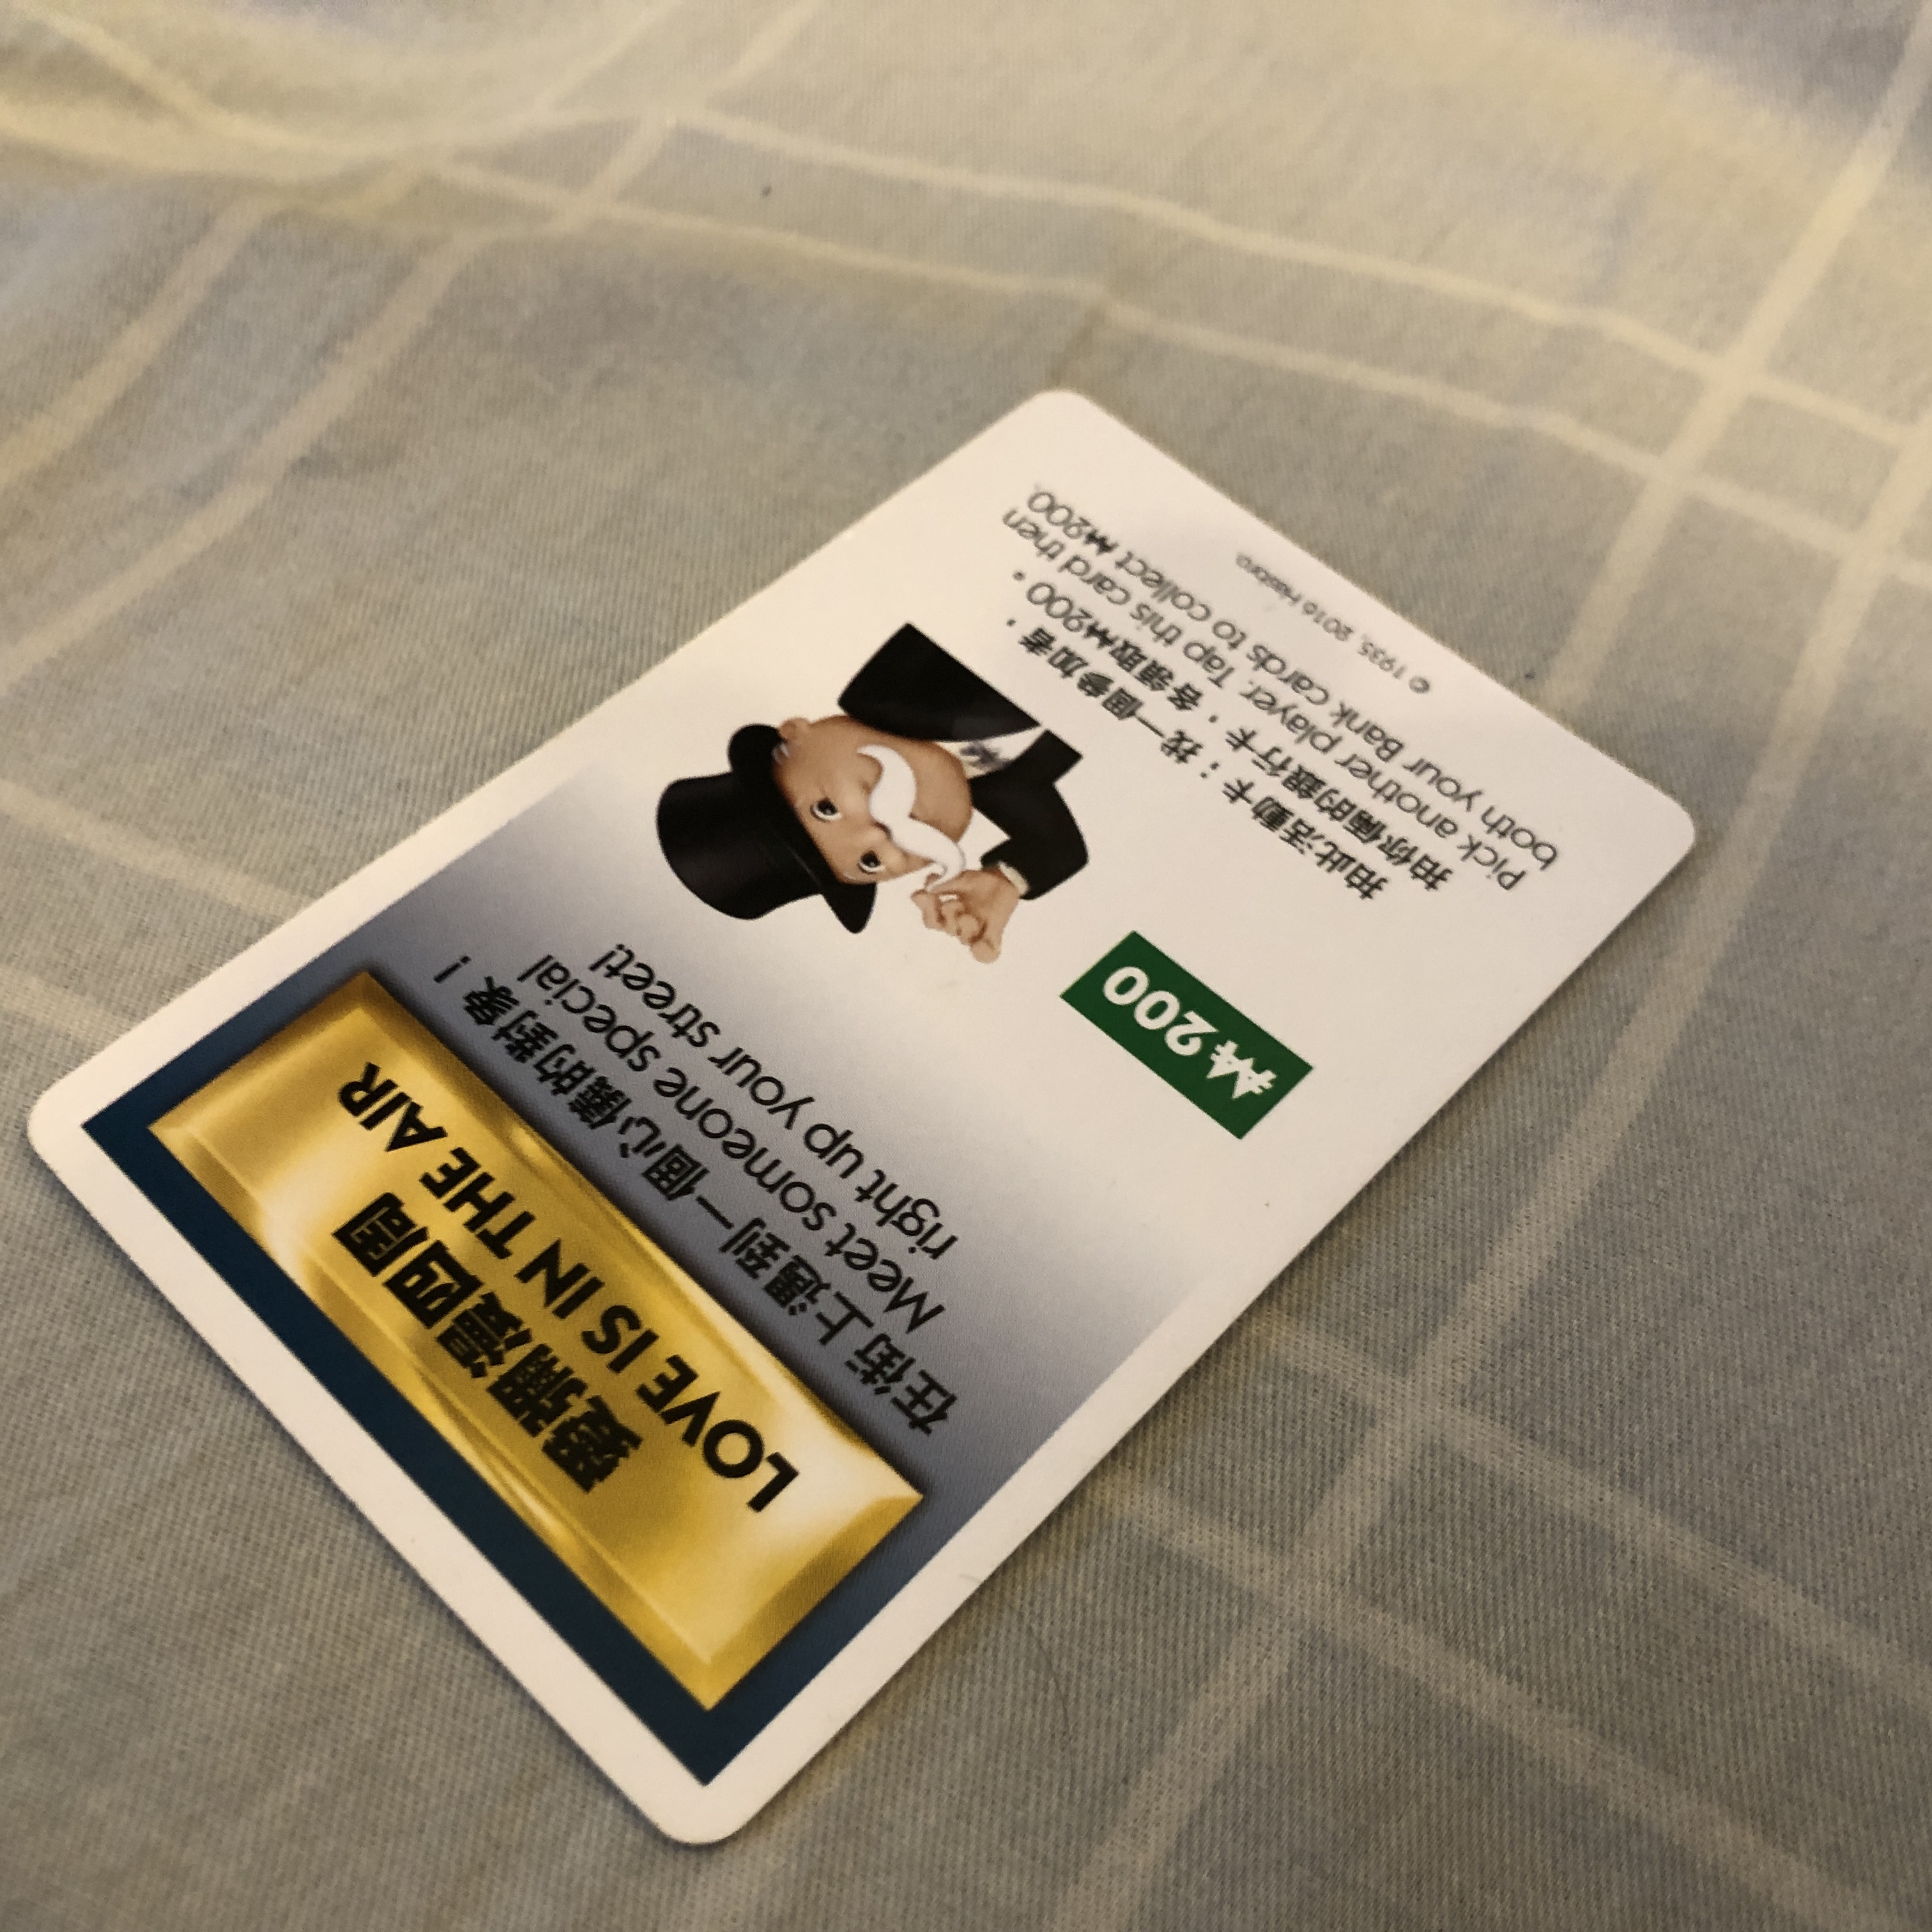 愛彌漫四周
LOVE IS IN THE AIR
在街上遇到一個心儀的對象！
Meet someone special
right up your street!
₩200
拍此活動卡；找一個參加者，
拍你倆的銀行卡，各領取₩200。
Pick another player. Tap this card then
both your Bank cards to collect ₩200.
© 1935, 2016 Hasbro.